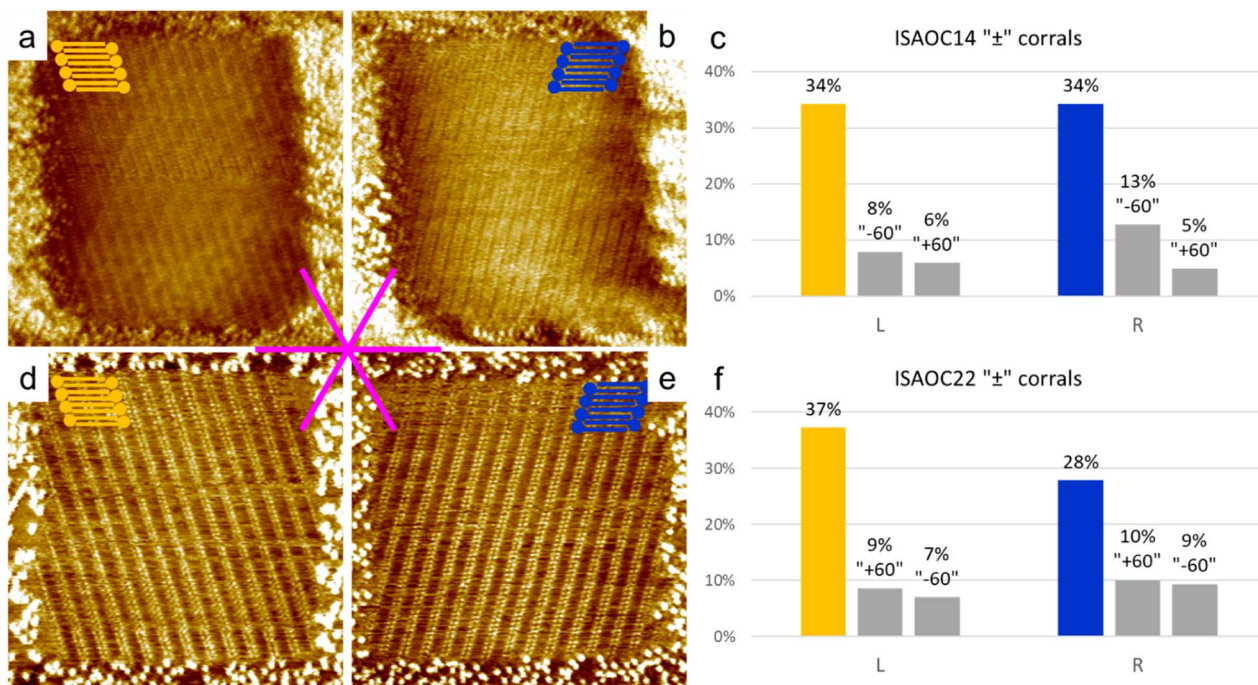 a
b
c
ISAOC14 "±" corrals
40%
30%
20%
10%
0%
34%
8%
"-60"
6%
"+60"
34%
13%
"-60"
5%
"+60"
L
R
d
e
f
ISAOC22 "±" corrals
40%
30%
20%
10%
0%
37%
9%
"+60"
7%
"-60"
28%
10%
"+60"
9%
"-60"
L
R